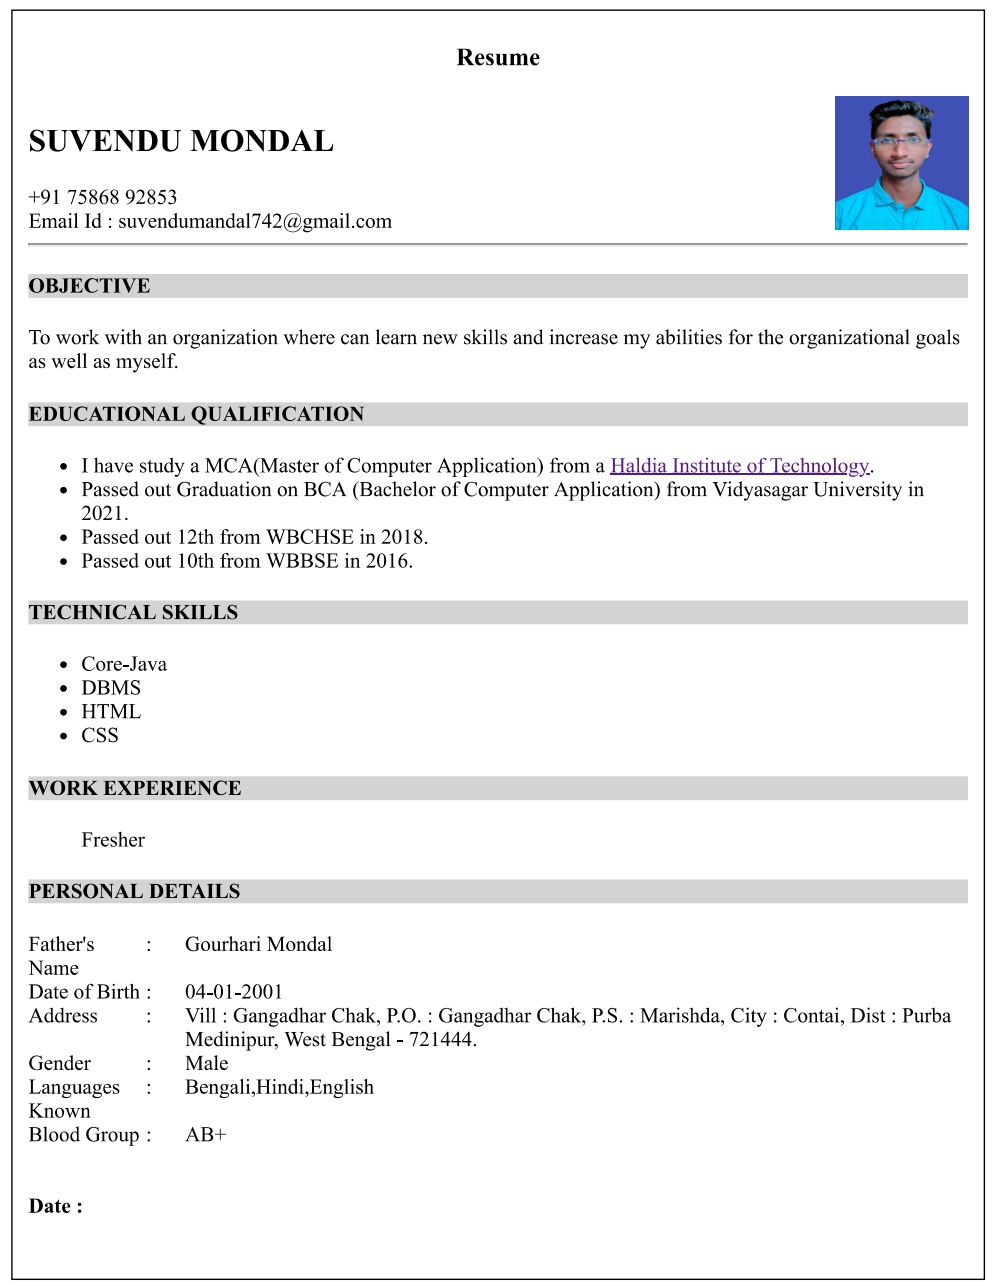 Resume
SUVENDU MONDAL
+91 75868 92853
Email Id : suvendumandal742@gmail.com
OBJECTIVE
To work with an organization where can learn new skills and increase my abilities for the organizational goals
as well as myself.
EDUCATIONAL QUALIFICATION
• I have study a MCA(Master of Computer Application) from a Haldia Institute of Technology.
• Passed out Graduation on BCA (Bachelor of Computer Application) from Vidyasagar University in
2021.
• Passed out 12th from WBCHSE in 2018.
• Passed out 10th from WBBSE in 2016.
TECHNICAL SKILLS
• Core-Java
• DBMS
• HTML
• CSS
WORK EXPERIENCE
Fresher
PERSONAL DETAILS
Father's : Gourhari Mondal
Name
Date of Birth : 04-01-2001
Address : Vill : Gangadhar Chak, P.O. : Gangadhar Chak, P.S. : Marishda, City : Contai, Dist : Purba
Medinipur, West Bengal - 721444.
Gender : Male
Languages : Bengali,Hindi,English
Known
Blood Group : AB+
Date :